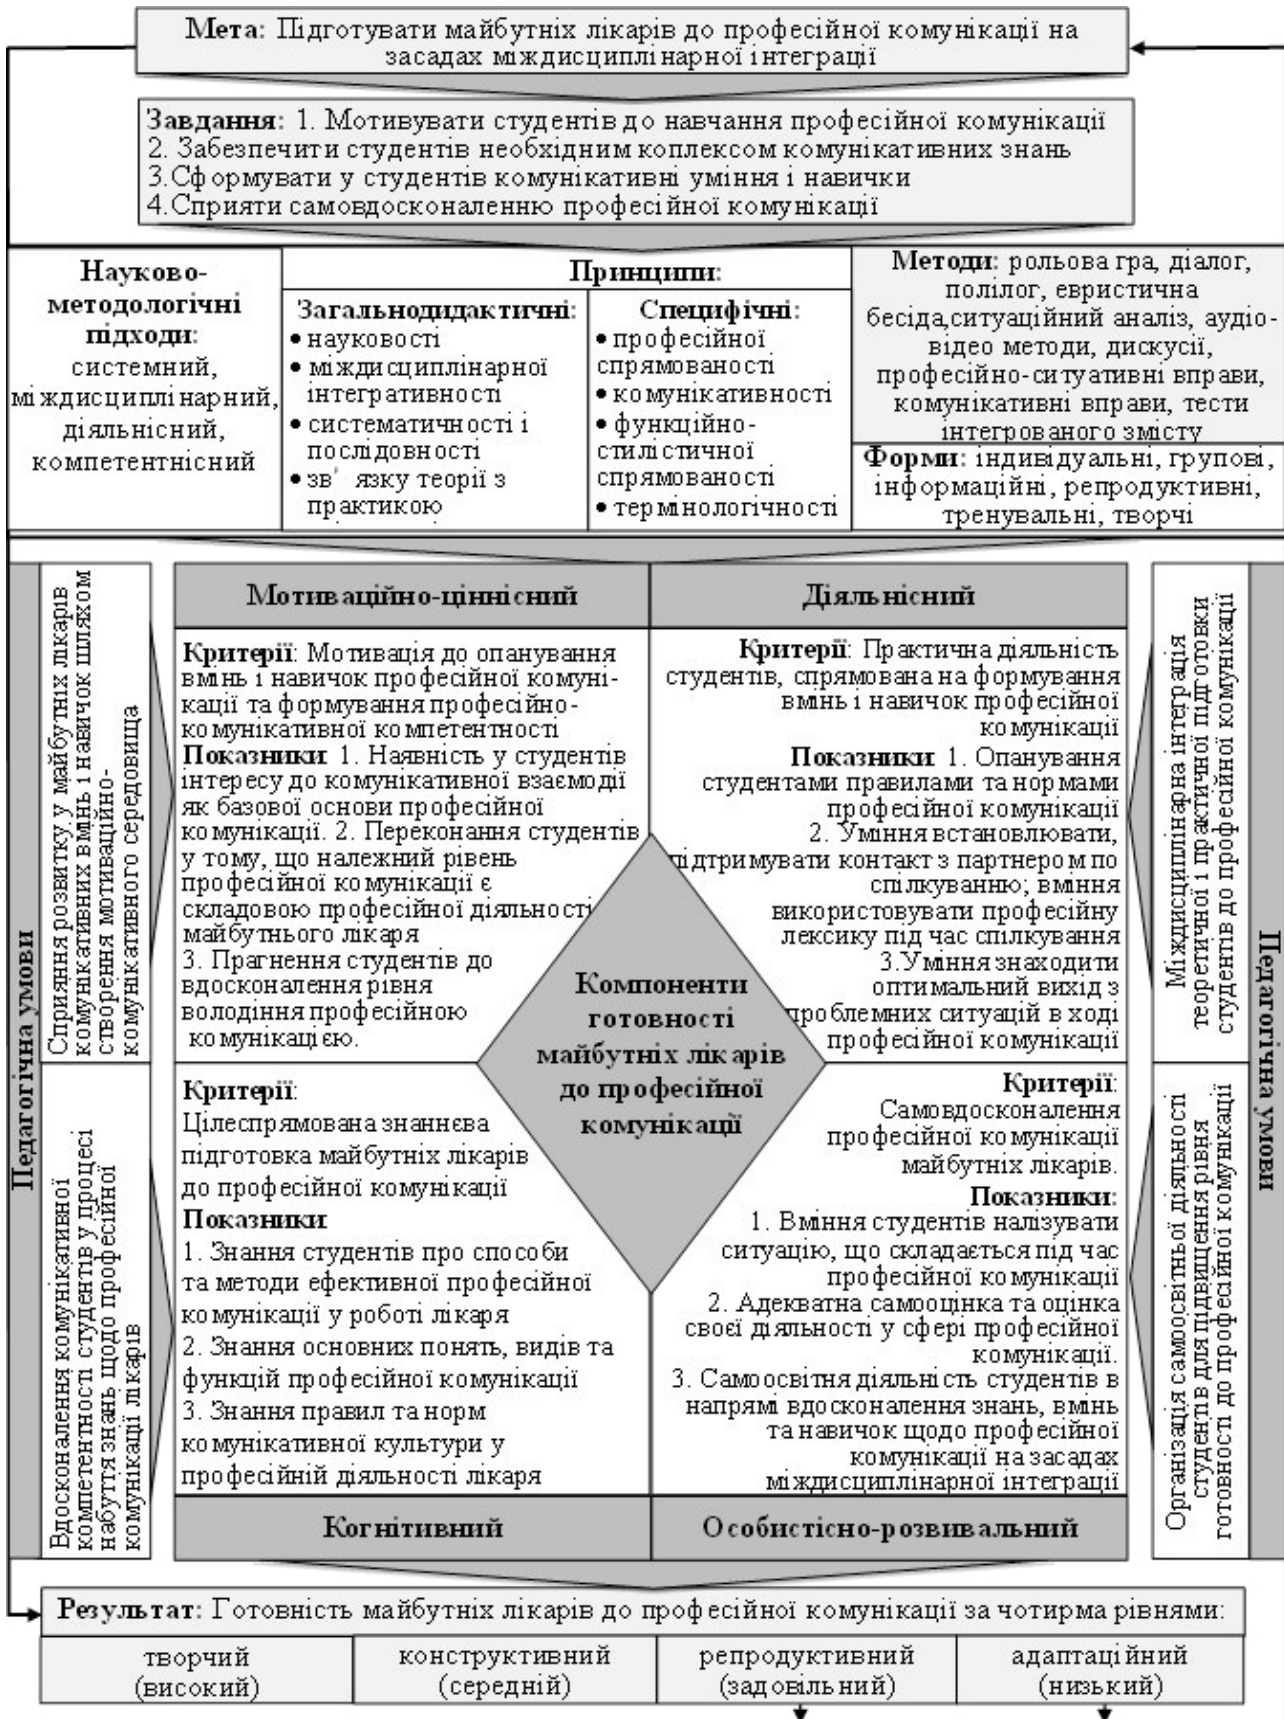 Мета: Підготувати майбутніх лікарів до професійної комунікації на
засадах міждисциплінарної інтеграції
Завдання: 1. Мотивувати студентів до навчання професійної комунікації
2. Забезпечити студентів необхідним коплексом комунікативних знань
3.Сформувати у студентів комунікативні уміння і навички
4.Сприяти самовдосконаленню професійної комунікації
Науково-
методологічні
підходи:
системний,
міждисциплінарний,
діяльнісний,
компетентнісний
Принципи:
Загальнодидактичні:
• науковості
• міждисциплінарної
інтегративності
• систематичності і
послідовності
• зв’ язку теорії з
практикою
Специфічні:
• професійної
спрямованості
• комунікативності
• функційно-
стилістичної
спрямованості
• термінологічності
Методи: рольова гра, діалог,
полілог, евристична
бесіда,ситуаційний аналіз, аудіо-
відео методи, дискусії,
професійно-ситуативні вправи,
комунікативні вправи, тести
інтегрованого змісту
Форми: індивідуальні, групові,
інформаційні, репродуктивні,
тренувальні, творчі
Педагогічна умови
Сприяння розвитку у майбутніх лікарів
комунікативних вмінь і навичок шляхом
створення мотиваційно-
комунікативного середовища
Вдосконалення комунікативної
компетентності студентів у процесі
набуття знань щодо професійної
комунікації лікарів
Мотиваційно-ціннісний
Критерії: Мотивація до опанування
вмінь і навичок професійної комуні-
кації та формування професійно-
комунікативної компетентності
Показники 1. Наявність у студентів
інтересу до комунікативної взаємодії
як базової основи професійної
комунікації. 2. Переконання студентів
у тому, що належний рівень
професійної комунікації є
складовою професійної діяльності
майбутнього лікаря
3. Прагнення студентів до
вдосконалення рівня
володіння професійною
комунікацією.
Діяльнісний
Критерії: Практична діяльність
студентів, спрямована на формування
вмінь і навичок професійної
комунікації
Показники 1. Опанування
студентами правилами та нормами
професійної комунікації
2. Уміння встановлювати,
підтримувати контакт з партнером по
спілкуванню; вміння
використовувати професійну
лексику під час спілкування
3.Уміння знаходити
оптимальний вихід з
проблемних ситуацій в ході
професійної комунікації
Компоненти
готовності
майбутніх лікарів
до професійної
комунікації
Критерії:
Цілеспрямована знаннєва
підготовка майбутніх лікарів
до професійної комунікації
Показники
1. Знання студентів про способи
та методи ефективної професійної
комунікації у роботі лікаря
2. Знання основних понять, видів та
функцій професійної комунікації
3. Знання правил та норм
комунікативної культури у
професійній діяльності лікаря
Когнітивний
Критерії:
Самовдосконалення
професійної комунікації
майбутніх лікарів.
Показники:
1. Вміння студентів налізувати
ситуацію, що складається під час
професійної комунікації
2. Адекватна самооцінка та оцінка
своєї діяльності у сфері професійної
комунікації.
3. Самоосвітня діяльність студентів в
напрямі вдосконалення знань, вмінь
та навичок щодо професійної
комунікації на засадах
міждисциплінарної інтеграції
Особистісно-розвивальний
Міждисциплінарна інтеграція
теоретичної і практичної підготовки
студентів до професійної комунікації
Організація самоосвітньої діяльності
студентів для підвищення рівня
готовності до професійної комунікації
Педагогічна умови
Результат: Готовність майбутніх лікарів до професійної комунікації за чотирма рівнями:
творчий
(високий)
конструктивний
(середній)
репродуктивний
(задовільний)
адаптаційний
(низький)